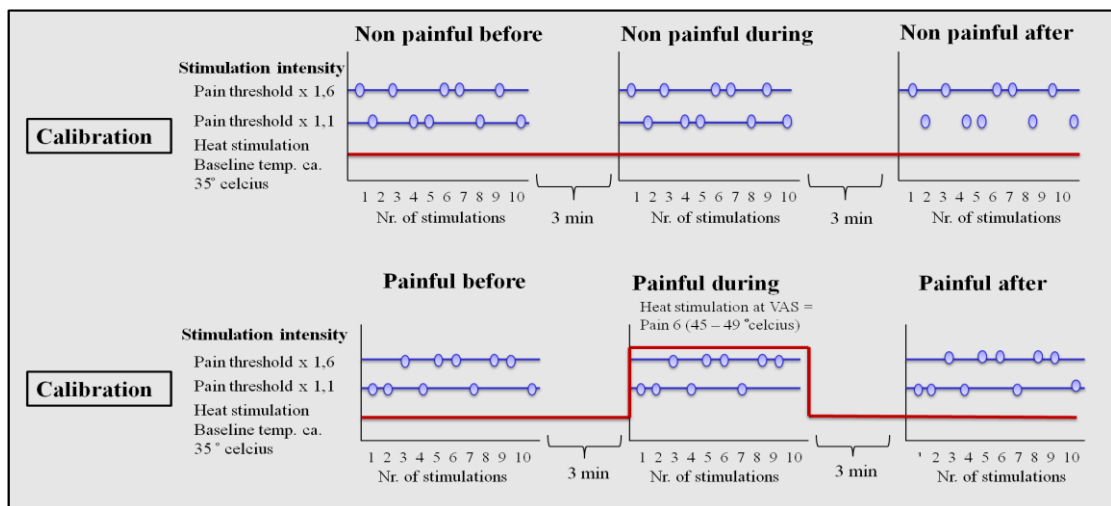 Non painful before
Non painful during
Non painful after
Stimulation intensity
Pain threshold x 1,6
Pain threshold x 1,1
Calibration
Heat stimulation
Baseline temp. ca.
35° celcius
1 2 3 4 5 6 7 8 9 10
1 2 3 4 5 6 7 8 9 10
1 2 3 4 5 6 7 8 9 10
Nr. of stimulations
3 min
Nr. of stimulations
3 min
Nr. of stimulations
Painful before
Painful during
Painful after
Heat stimulation at VAS =
Pain 6 (45 – 49 °celcius)
Stimulation intensity
Pain threshold x 1,6
Pain threshold x 1,1
Calibration
Heat stimulation
Baseline temp. ca.
35 ° celcius
1 2 3 4 5 6 7 8 9 10
1 2 3 4 5 6 7 8 9 10
2 3 4 5 6 7 8 9 10
Nr. of stimulations
3 min
Nr. of stimulations
3 min
Nr. of stimulations